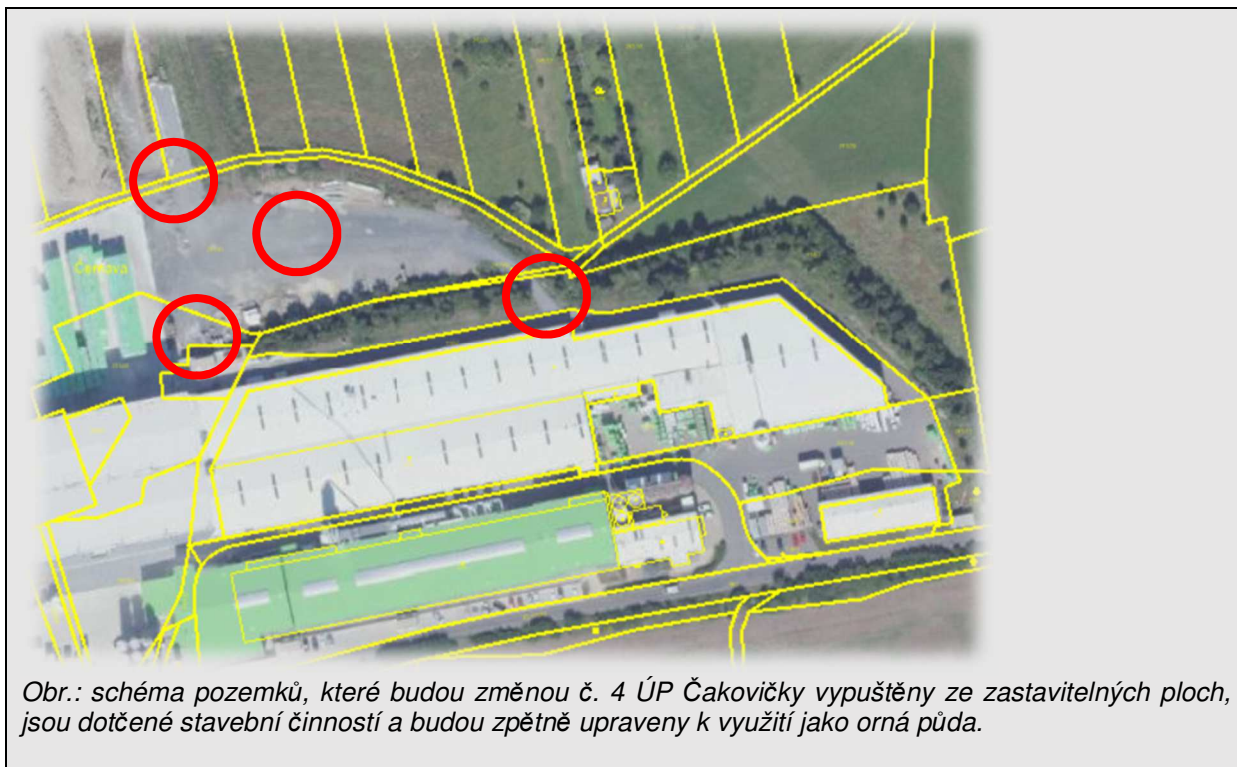 Čertova
Obr.: schéma pozemků, které budou změnou č. 4 ÚP Čakovičky vypuštěny ze zastavitelných ploch,
jsou dotčené stavební činností a budou zpětně upraveny k využití jako orná půda.